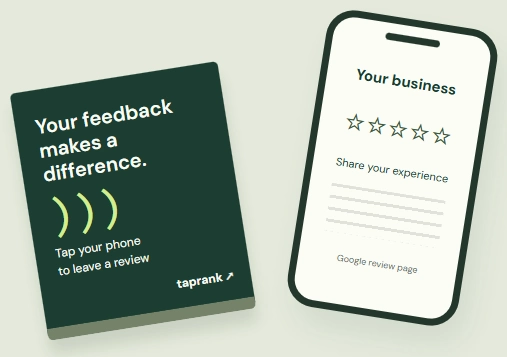 Your feedback
makes a
difference.
Tap your phone
to leave a review
taprank ↗
Your business
☆☆☆☆☆
Share your experience
Google review page